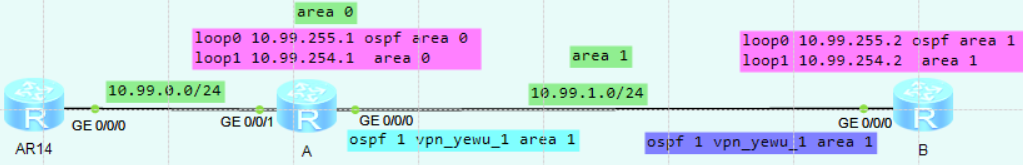 area 0
loop0 10.99.255.1 ospf area 0
loop1 10.99.254.1 area 0
loop0 10.99.255.2 ospf area 1
loop1 10.99.254.2 area 1
area 1
10.99.0.0/24
10.99.1.0/24
R
R
R
GE 0/0/0
GE 0/0/1
GE 0/0/0
GE 0/0/0
ospf 1 vpn_yewu_1 area 1
ospf 1 vpn_yewu_1 area 1
AR14
A
B